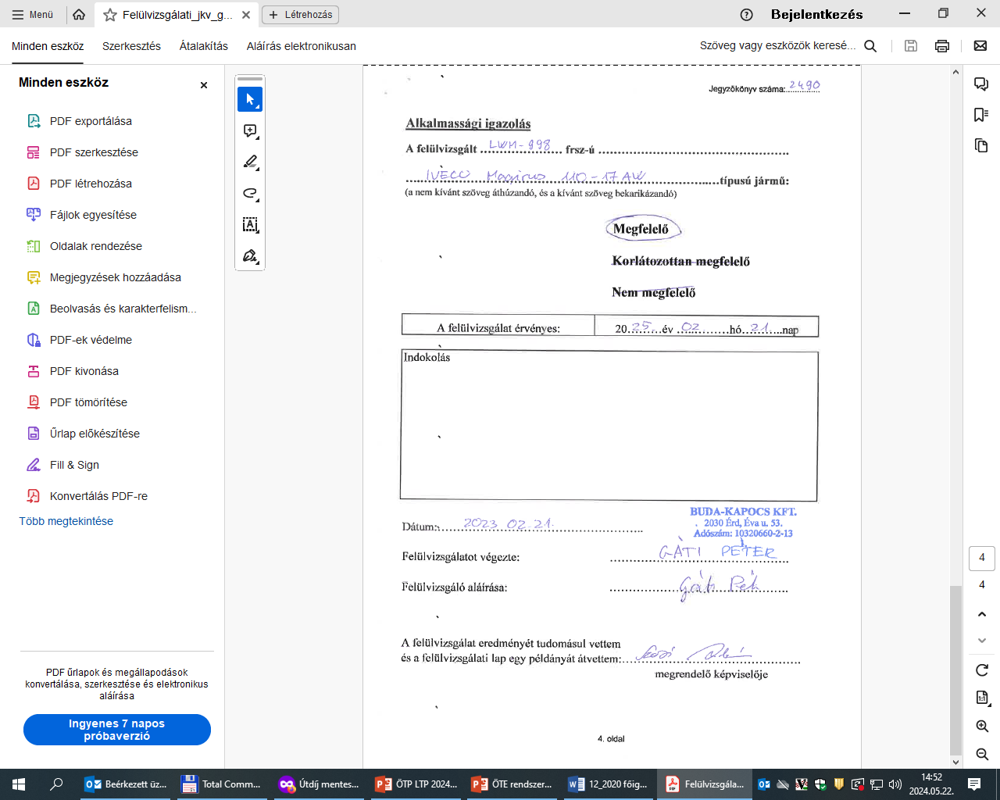 Menü
Felülvizsgálati_jkv_g...
Létrehozás
Bejelentkezés
Minden eszköz
Szerkesztés
Átalakítás
Aláírás elektronikusan
Szöveg vagy eszközök keresé...
Minden eszköz
PDF exportálása
PDF szerkesztése
PDF létrehozása
Fájlok egyesítése
Oldalak rendezése
Megjegyzések hozzáadása
Beolvasás és karakterfelism...
PDF-ek védelme
PDF kivonása
PDF tömörítése
Űrlap előkészítése
Fill & Sign
Konvertálás PDF-re
Több megtekintése
PDF űrlapok és megállapodások
konvertálása, szerkesztése és elektronikus
aláírása
Ingyenes 7 napos
próbaverzió
Jegyzőkönyv száma: 2490
Alkalmassági igazolás
A felülvizsgált LWM-998 frsz-ú
IVECO Magirus 110-17 AW típusú jármű:
(a nem kívánt szöveg áthúzandó, és a kívánt szöveg bekarikázandó)
Megfelelő
Korlátozottan megfelelő
Nem megfelelő
A felülvizsgálat érvényes: 20 25. év 02 hó 21 nap
Indokolás
BUDA-KAPOCS KFT.
2030 Érd, Éva u. 53.
Adószám: 10320660-2-13
1.
Dátum: 2023 02.21.
Felülvizsgálatot végezte: GÁTI PÉTER
Felülvizsgáló aláírása: Gáti Pét
A felülvizsgálat eredményét tudomásul vettem
és a felülvizsgálati lap egy példányát átvettem:
megrendelő képviselője
4. oldal
4
4
Beérkezett üz...
Total Comm...
Útdíj mentes...
ÖTP LTP 2024...
ÖTE rendszer...
12_2020 főig...
Felülvizsgála...
14:52
2024.05.22.